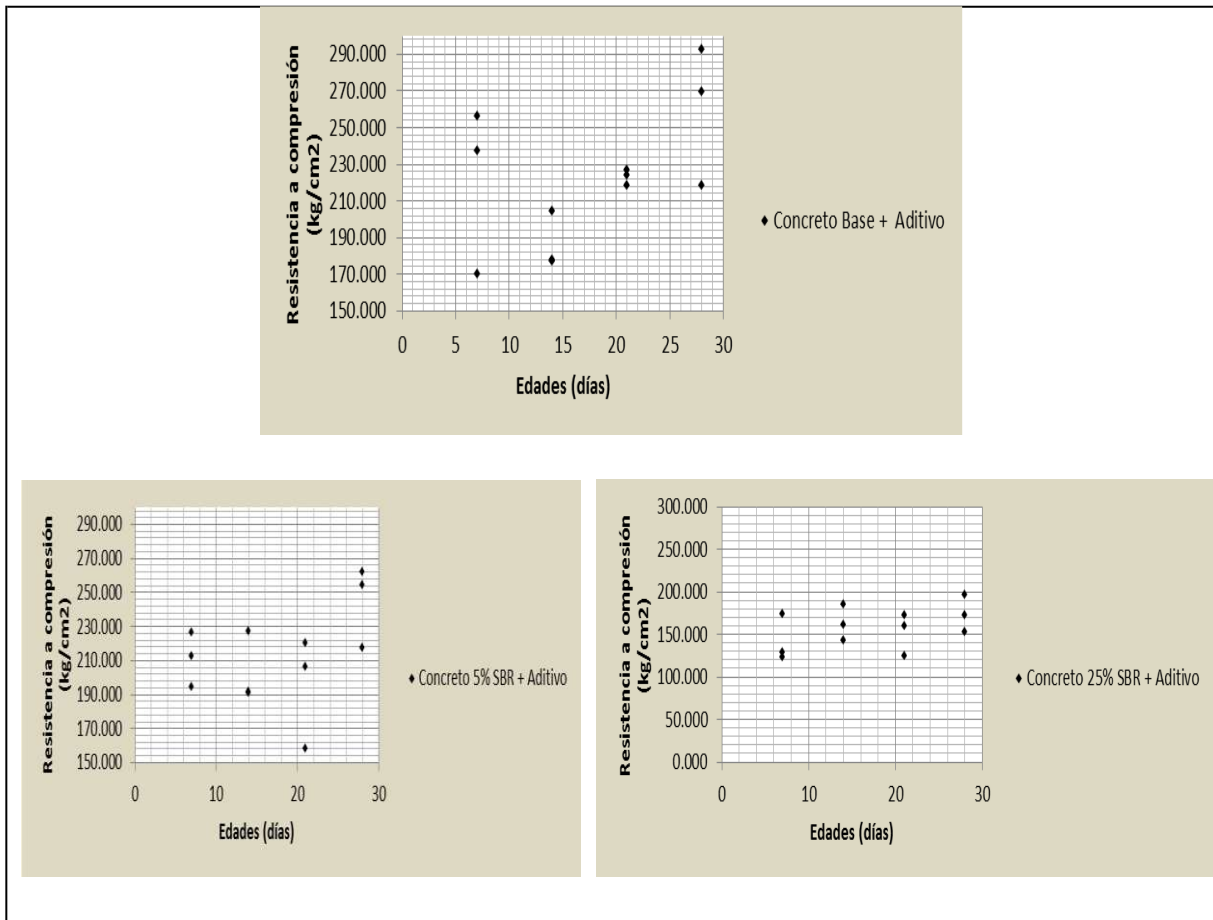 290.000
270.000
250.000
230.000
210.000
190.000
170.000
150.000
0 5 10 15 20 25 30
Resistencia a compresión
(kg/cm2)
Edades (días)
Concreto Base + Aditivo
290.000
270.000
250.000
230.000
210.000
190.000
170.000
150.000
0 10 20 30
Resistencia a compresión
(kg/cm2)
Edades (días)
Concreto 5% SBR + Aditivo
300.000
250.000
200.000
150.000
100.000
50.000
0.000
0 10 20 30
Resistencia a compresión
(kg/cm2)
Edades (días)
Concreto 25% SBR + Aditivo